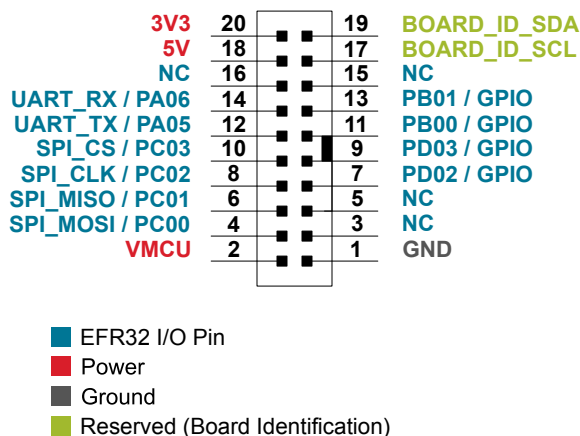 3V3 20 19 BOARD_ID_SDA
5V 18 17 BOARD_ID_SCL
NC 16 15 NC
UART_RX / PA06 14 13 PB01 / GPIO
UART_TX / PA05 12 11 PB00 / GPIO
SPI_CS / PC03 10 9 PD03 / GPIO
SPI_CLK / PC02 8 7 PD02 / GPIO
SPI_MISO / PC01 6 5 NC
SPI_MOSI / PC00 4 3 NC
VMCU 2 1 GND
EFR32 I/O Pin
Power
Ground
Reserved (Board Identification)